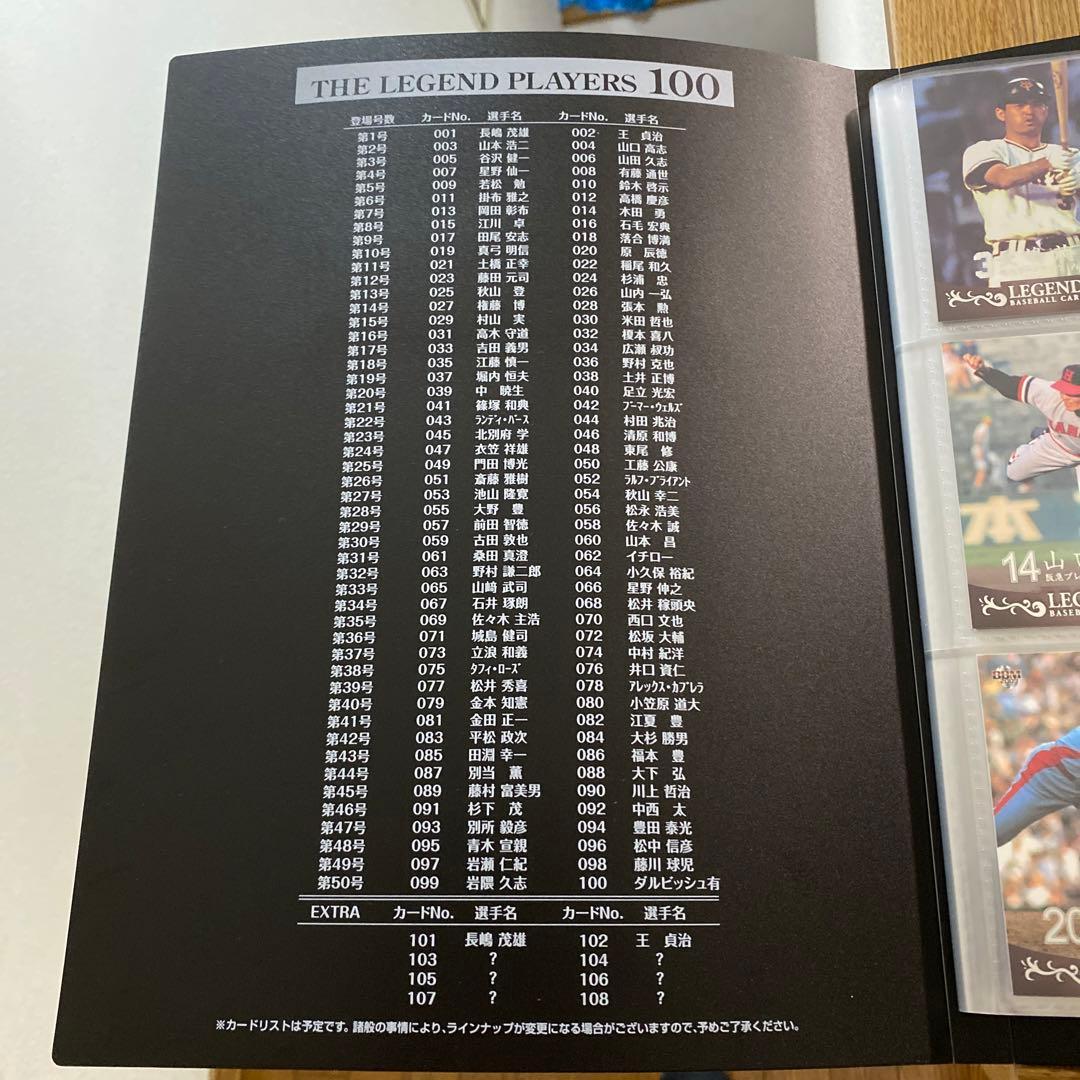 THE LEGEND PLAYERS 100
登場号数 カードNo. 選手名 カードNo. 選手名
第1号 001 長嶋 茂雄 002 王 貞治
第2号 003 山本 浩二 004 山口 高志
第3号 005 谷沢 健一 006 山田 久志
第4号 007 星野 仙一 008 有藤 通世
第5号 009 若松 勉 010 鈴木 啓示
第6号 011 掛布 雅之 012 高橋 慶彦
第7号 013 岡田 彰布 014 木田 勇
第8号 015 江川 卓 016 石毛 宏典
第9号 017 田尾 安志 018 落合 博満
第10号 019 真弓 明信 020 原 辰徳
第11号 021 土橋 正幸 022 稲尾 和久
第12号 023 藤田 元司 024 杉浦 忠
第13号 025 秋山 登 026 山内 一弘
第14号 027 権藤 博 028 張本 勲
第15号 029 村山 実 030 米田 哲也
第16号 031 高木 守道 032 榎本 喜八
第17号 033 吉田 義男 034 広瀬 叔功
第18号 035 江藤 慎一 036 野村 克也
第19号 037 堀内 恒夫 038 土井 正博
第20号 039 中 暁生 040 足立 光宏
第21号 041 篠塚 和典 042 ブーマー・ウェルズ
第22号 043 ランディ・バース 044 村田 兆治
第23号 045 北別府 学 046 清原 和博
第24号 047 衣笠 祥雄 048 東尾 修
第25号 049 門田 博光 050 工藤 公康
第26号 051 斎藤 雅樹 052 ラルフ・ブライアント
第27号 053 池山 隆寛 054 秋山 幸二
第28号 055 大野 豊 056 松永 浩美
第29号 057 前田 智徳 058 佐々木 誠
第30号 059 古田 敦也 060 山本 昌
第31号 061 桑田 真澄 062 イチロー
第32号 063 野村 謙二郎 064 小久保 裕紀
第33号 065 山﨑 武司 066 星野 伸之
第34号 067 石井 琢朗 068 松井 稼頭央
第35号 069 佐々木 主浩 070 西口 文也
第36号 071 城島 健司 072 松坂 大輔
第37号 073 立浪 和義 074 中村 紀洋
第38号 075 タフィ・ローズ 076 井口 資仁
第39号 077 松井 秀喜 078 アレックス・カブレラ
第40号 079 金本 知憲 080 小笠原 道大
第41号 081 金田 正一 082 江夏 豊
第42号 083 平松 政次 084 大杉 勝男
第43号 085 田淵 幸一 086 福本 豊
第44号 087 別当 薫 088 大下 弘
第45号 089 藤村 富美男 090 川上 哲治
第46号 091 杉下 茂 092 中西 太
第47号 093 別所 毅彦 094 豊田 泰光
第48号 095 青木 宣親 096 松中 信彦
第49号 097 岩瀬 仁紀 098 藤川 球児
第50号 099 岩隈 久志 100 ダルビッシュ有
EXTRA カードNo. 選手名 カードNo. 選手名
101 長嶋 茂雄 102 王 貞治
103 ? 104 ?
105 ? 106 ?
107 ? 108 ?
※カードリストは予定です。諸般の事情により、ラインナップが変更になる場合がございますので、予めご了承ください。
3
LEGEND
BASEBALL CAR
14 山
阪急ブレ
LEG
BASEB
BBM
20